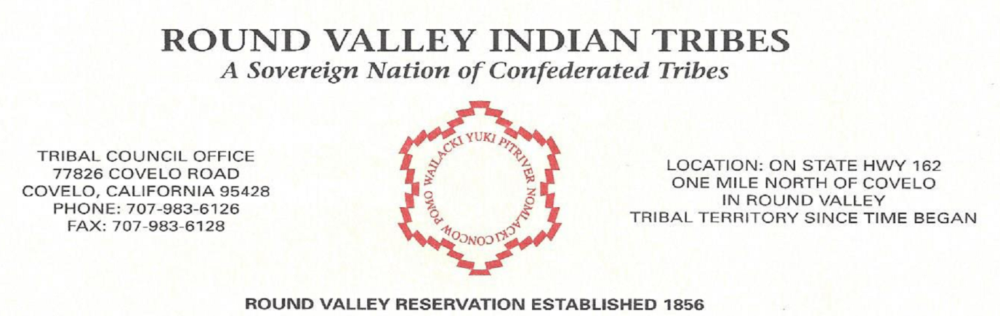 ROUND VALLEY INDIAN TRIBES
A Sovereign Nation of Confederated Tribes
TRIBAL COUNCIL OFFICE
77826 COVELO ROAD
COVELO, CALIFORNIA 95428
PHONE: 707-983-6126
FAX: 707-983-6128
WAILACKI YUKI PITRIVER NOMLACKI CONCOW POMO
LOCATION: ON STATE HWY 162
ONE MILE NORTH OF COVELO
IN ROUND VALLEY
TRIBAL TERRITORY SINCE TIME BEGAN
ROUND VALLEY RESERVATION ESTABLISHED 1856